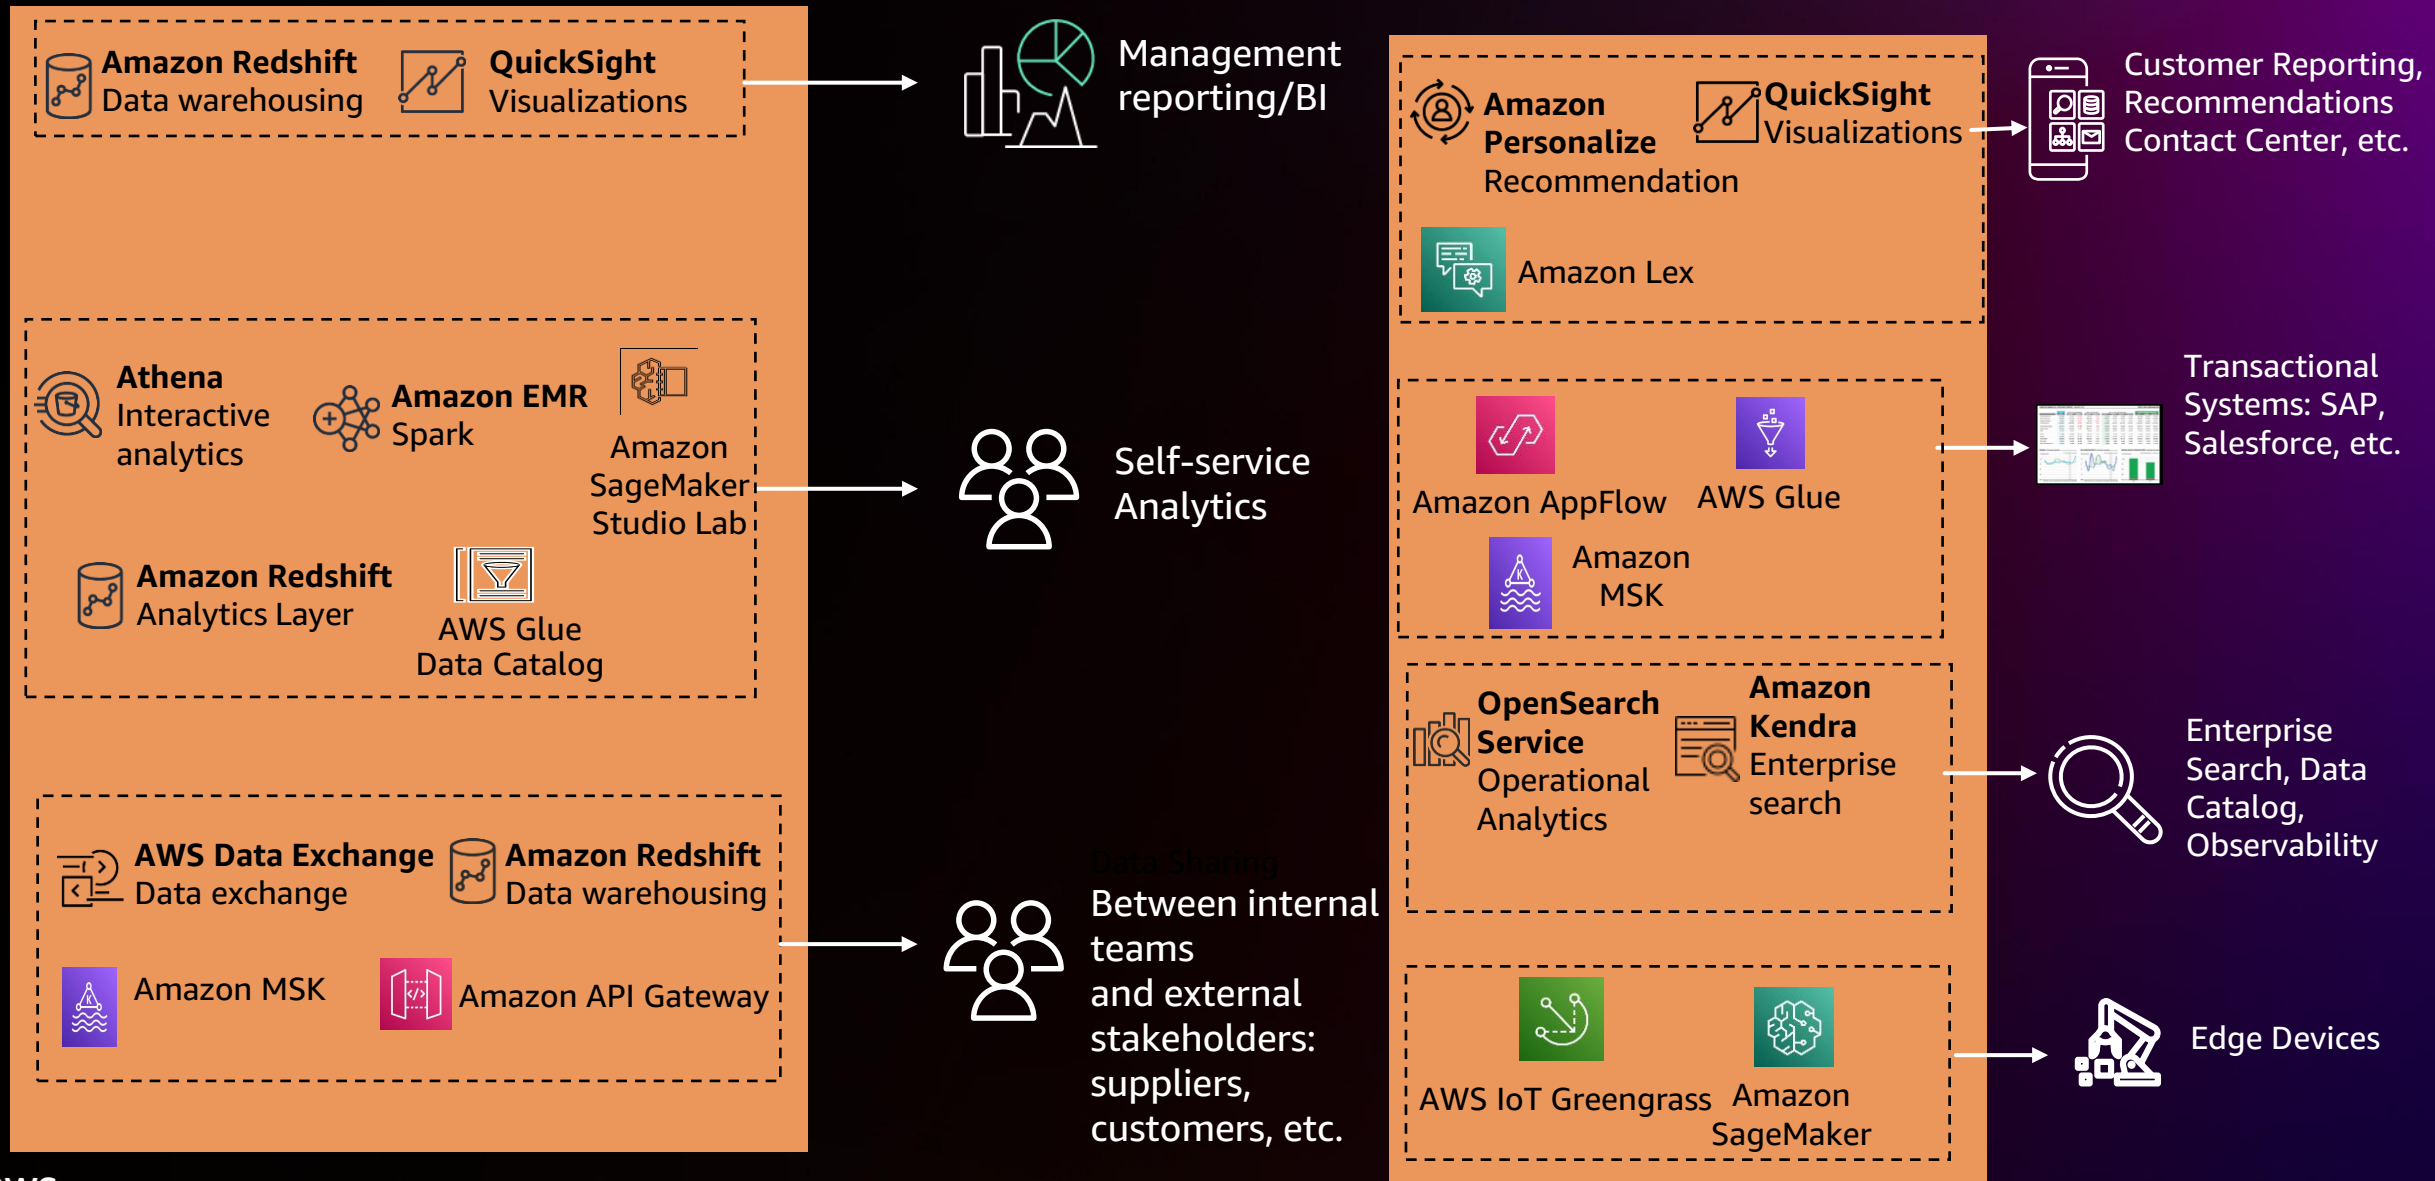 Amazon Redshift
Data warehousing
QuickSight
Visualizations
Management
reporting/BI
Athena
Interactive
analytics
Amazon EMR
Spark
Amazon
SageMaker
Studio Lab
Amazon Redshift
Analytics Layer
AWS Glue
Data Catalog
Self-service
Analytics
AWS Data Exchange
Data exchange
Amazon Redshift
Data warehousing
Amazon MSK
Amazon API Gateway
Data Sharing
Between internal
teams
and external
stakeholders:
suppliers,
customers, etc.
Amazon
Personalize
Recommendation
QuickSight
Visualizations
Amazon Lex
Customer Reporting,
Recommendations
Contact Center, etc.
Amazon AppFlow
AWS Glue
Amazon
MSK
Transactional
Systems: SAP,
Salesforce, etc.
OpenSearch
Service
Operational
Analytics
Amazon
Kendra
Enterprise
search
Enterprise
Search, Data
Catalog,
Observability
AWS IoT Greengrass
Amazon
SageMaker
Edge Devices